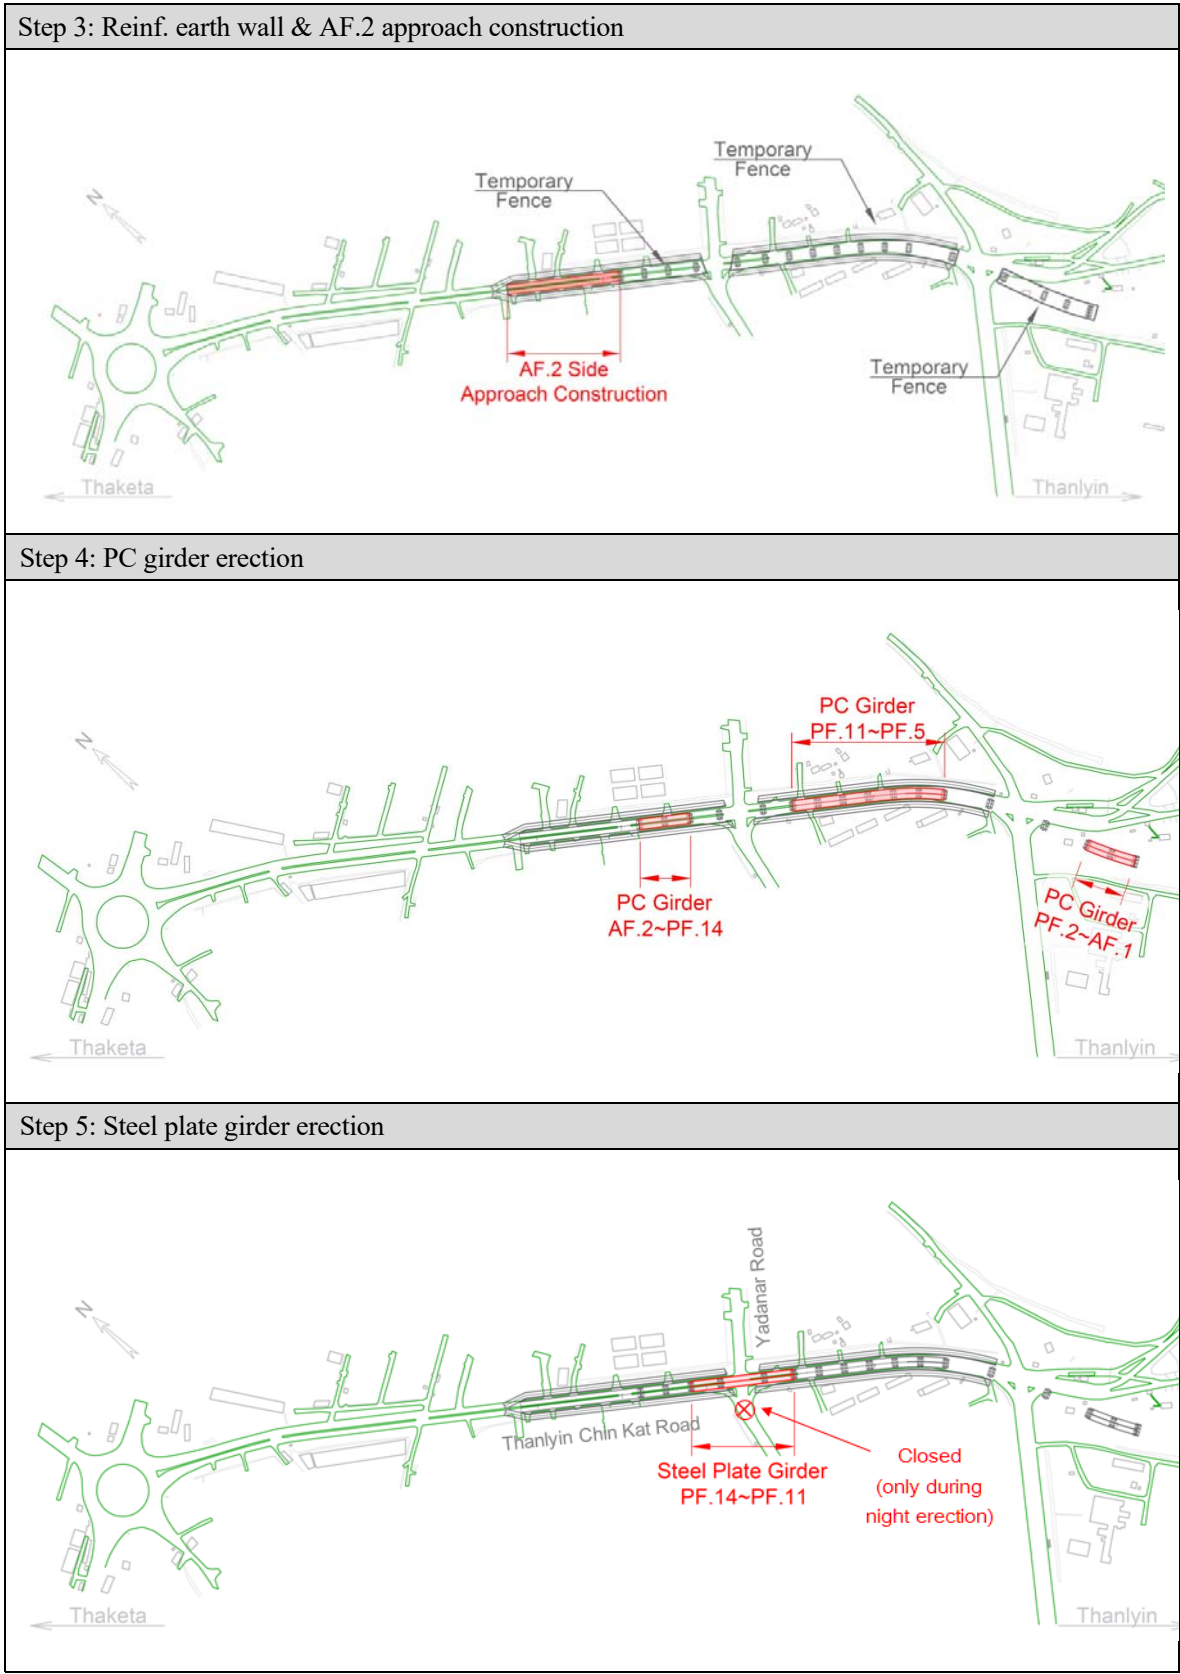 Step 3: Reinf. earth wall & AF.2 approach construction
Temporary
Fence
Temporary
Fence
N
AF.2 Side
Approach Construction
Temporary
Fence
Thaketa
Thanlyin
Step 4: PC girder erection
PC Girder
PF.11~PF.5
N
PC Girder
AF.2~PF.14
PC Girder
PF.2~AF.1
Thaketa
Thanlyin
Step 5: Steel plate girder erection
Yadanar Road
N
Thanlyin Chin Kat Road
Steel Plate Girder
PF.14~PF.11
Closed
(only during
night erection)
Thaketa
Thanlyin